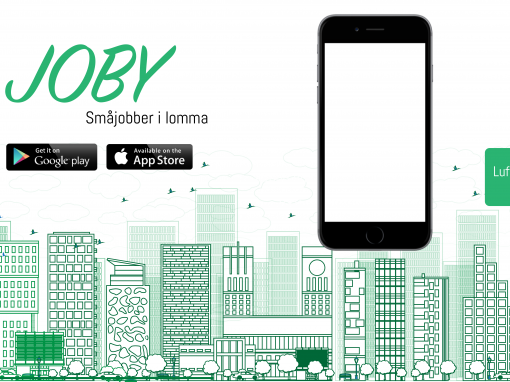 JOBY
Småjobber i lomma
Get it on
Google play
Available on the
App Store
Luf